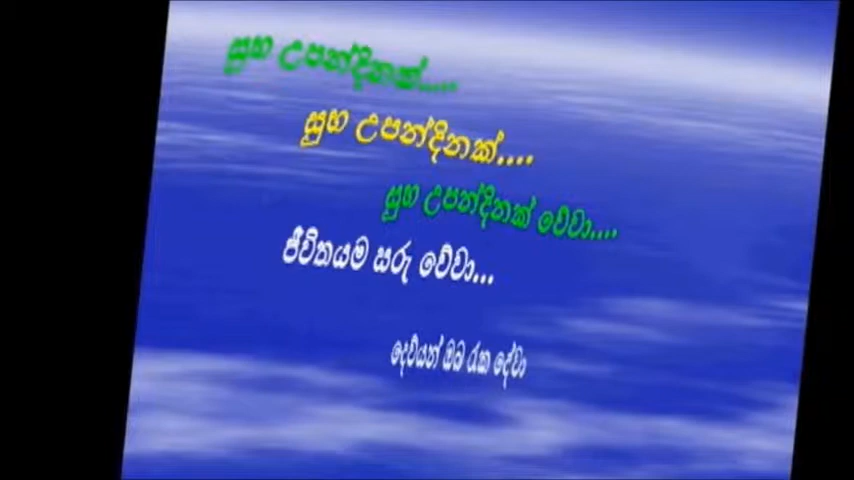 සුභ උපන්දිනක්....
සුභ උපන්දිනක්....
සුභ උපන්දිනක් වේවා....
ජීවිතයම සරු වේවා...
දෙවියන් ඔබ රැක දේවා